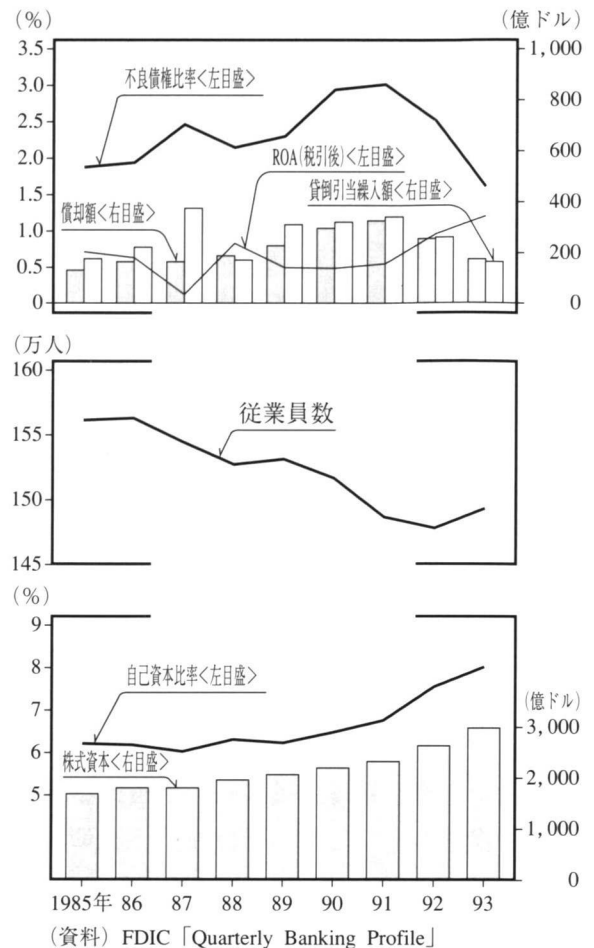 (%)
(億ドル)
3.5
1,000
3.0
不良債権比率<左目盛>
2.5
800
2.0
600
ROA(税引後)<左目盛>
1.5
貸倒引当繰入額<右目盛>
400
償却額<右目盛>
1.0
200
0.5
0
0
(万人)
160
従業員数
155
150
145
(%)
9
8
自己資本比率<左目盛>
(億ドル)
7
3,000
6
株式資本<右目盛>
2,000
5
1,000
0
1985年 86 87 88 89 90 91 92 93
(資料) FDIC「Quarterly Banking Profile」